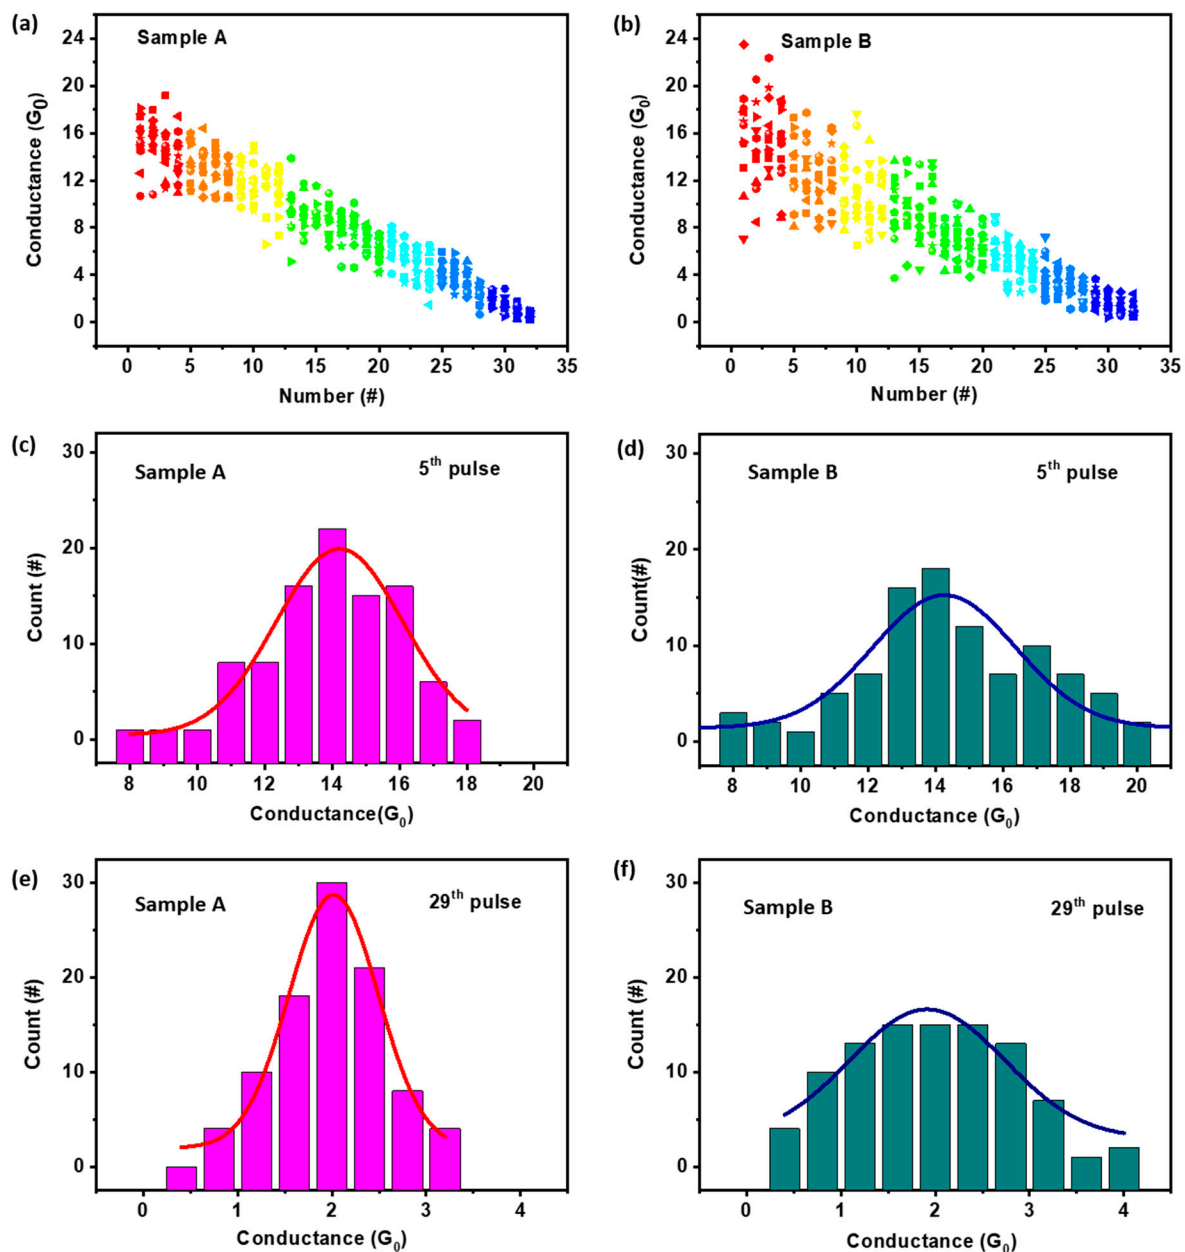 (a)
Sample A
Conductance (G0)
24
20
16
12
8
4
0
0 5 10 15 20 25 30 35
Number (#)
(b)
Sample B
Conductance (G0)
24
20
16
12
8
4
0
0 5 10 15 20 25 30 35
Number (#)
(c)
Sample A 5th pulse
Count (#)
30
20
10
0
8 10 12 14 16 18 20
Conductance(G0)
(d)
Sample B 5th pulse
Count(#)
30
20
10
0
8 10 12 14 16 18 20
Conductance (G0)
(e)
Sample A 29th pulse
Count (#)
30
20
10
0
0 1 2 3 4
Conductance (G0)
(f)
Sample B 29th pulse
Count (#)
30
20
10
0
0 1 2 3 4
Conductance (G0)